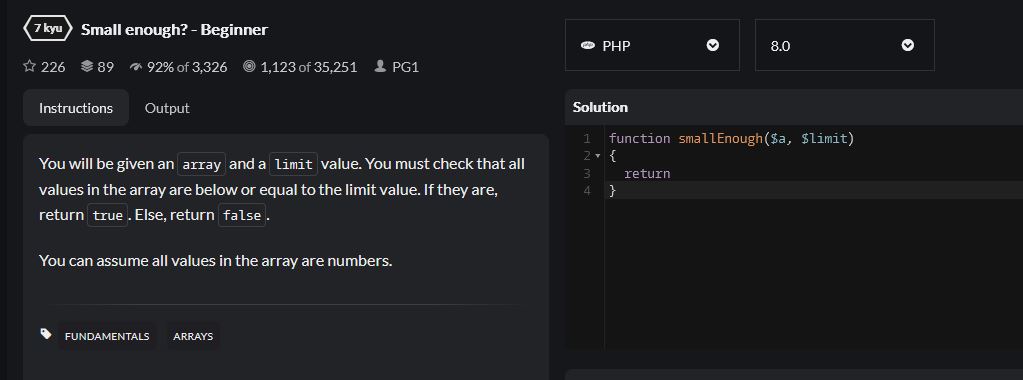 7 kyu Small enough? - Beginner
226 89 92% of 3,326 1,123 of 35,251 PG1
Instructions Output
You will be given an array and a limit value. You must check that all
values in the array are below or equal to the limit value. If they are,
return true. Else, return false.
You can assume all values in the array are numbers.
FUNDAMENTALS ARRAYS
php PHP 8.0
Solution
1 function smallEnough($a, $limit)
2 {
3 return
4 }